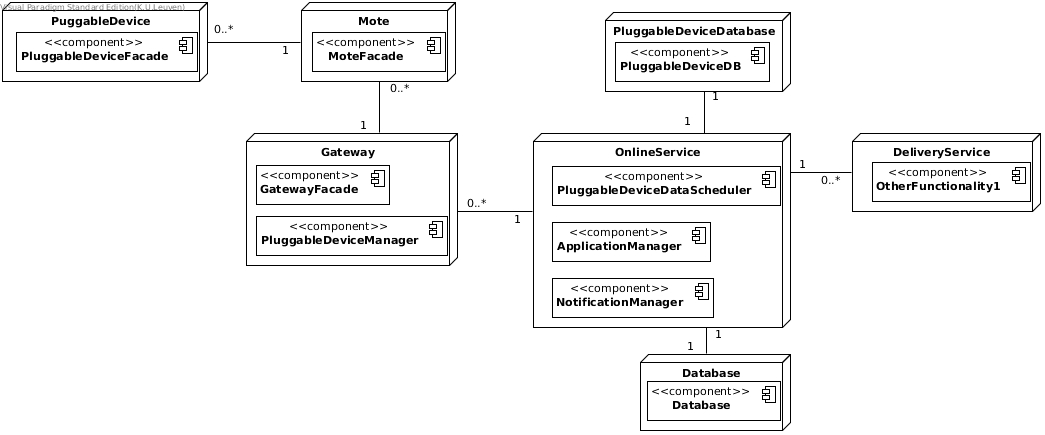 Visual Paradigm Standard Edition(K.U.Leuven)
PuggableDevice
<<component>>
PluggableDeviceFacade
0..*
1
Mote
<<component>>
MoteFacade
0..*
1
PluggableDeviceDatabase
<<component>>
PluggableDeviceDB
1
1
Gateway
<<component>>
GatewayFacade
<<component>>
PluggableDeviceManager
0..*
1
OnlineService
<<component>>
PluggableDeviceDataScheduler
<<component>>
ApplicationManager
<<component>>
NotificationManager
1
0..*
DeliveryService
<<component>>
OtherFunctionality1
1
1
Database
<<component>>
Database